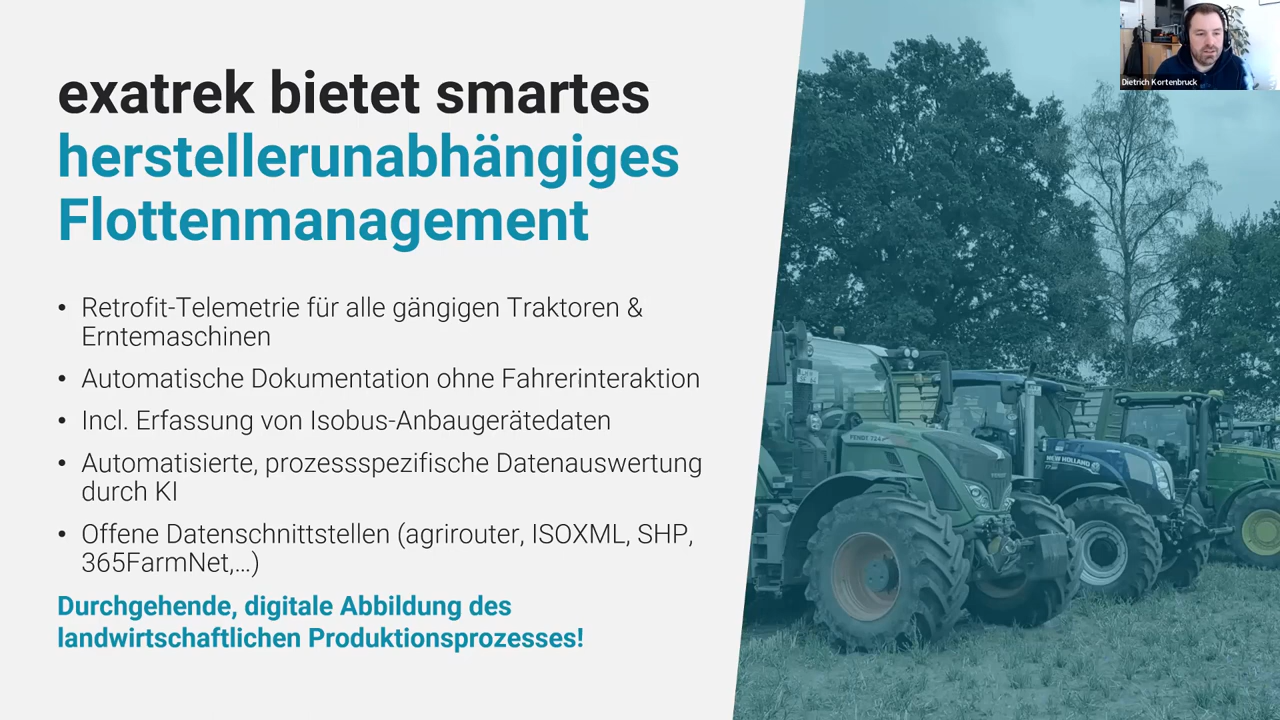 exatrek bietet smartes
herstellerunabhängiges
Flottenmanagement
• Retrofit-Telemetrie für alle gängigen Traktoren &
Erntemaschinen
• Automatische Dokumentation ohne Fahrerinteraktion
• Incl. Erfassung von Isobus-Anbaugerätedaten
• Automatisierte, prozessspezifische Datenauswertung
durch KI
• Offene Datenschnittstellen (agrirouter, ISOXML, SHP,
365FarmNet,...)
Durchgehende, digitale Abbildung des
landwirtschaftlichen Produktionsprozesses!
Dietrich Kortenbruck
FENDT 724
NEW HOLLAND